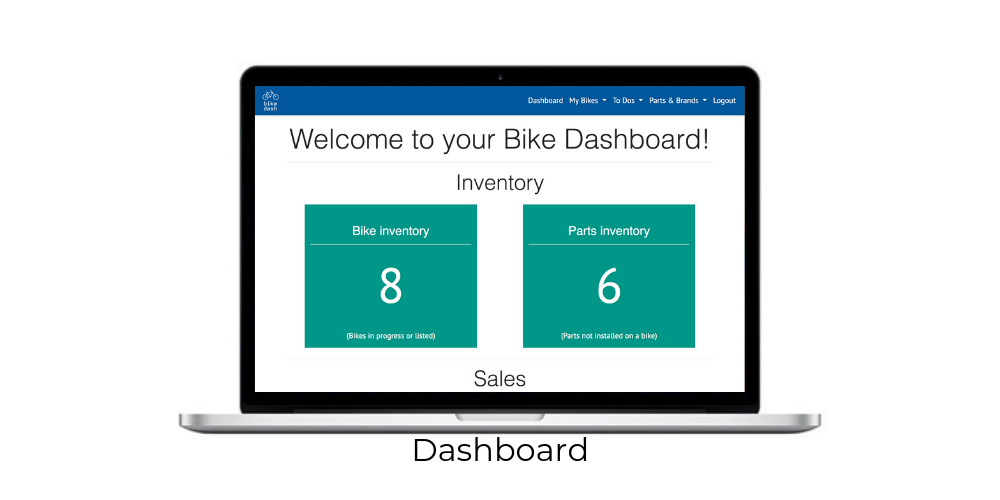 bike
dash
Dashboard My Bikes To Dos Parts & Brands Logout
Welcome to your Bike Dashboard!
Inventory
Bike inventory
8
(Bikes in progress or listed)
Parts inventory
6
(Parts not installed on a bike)
Sales
Dashboard